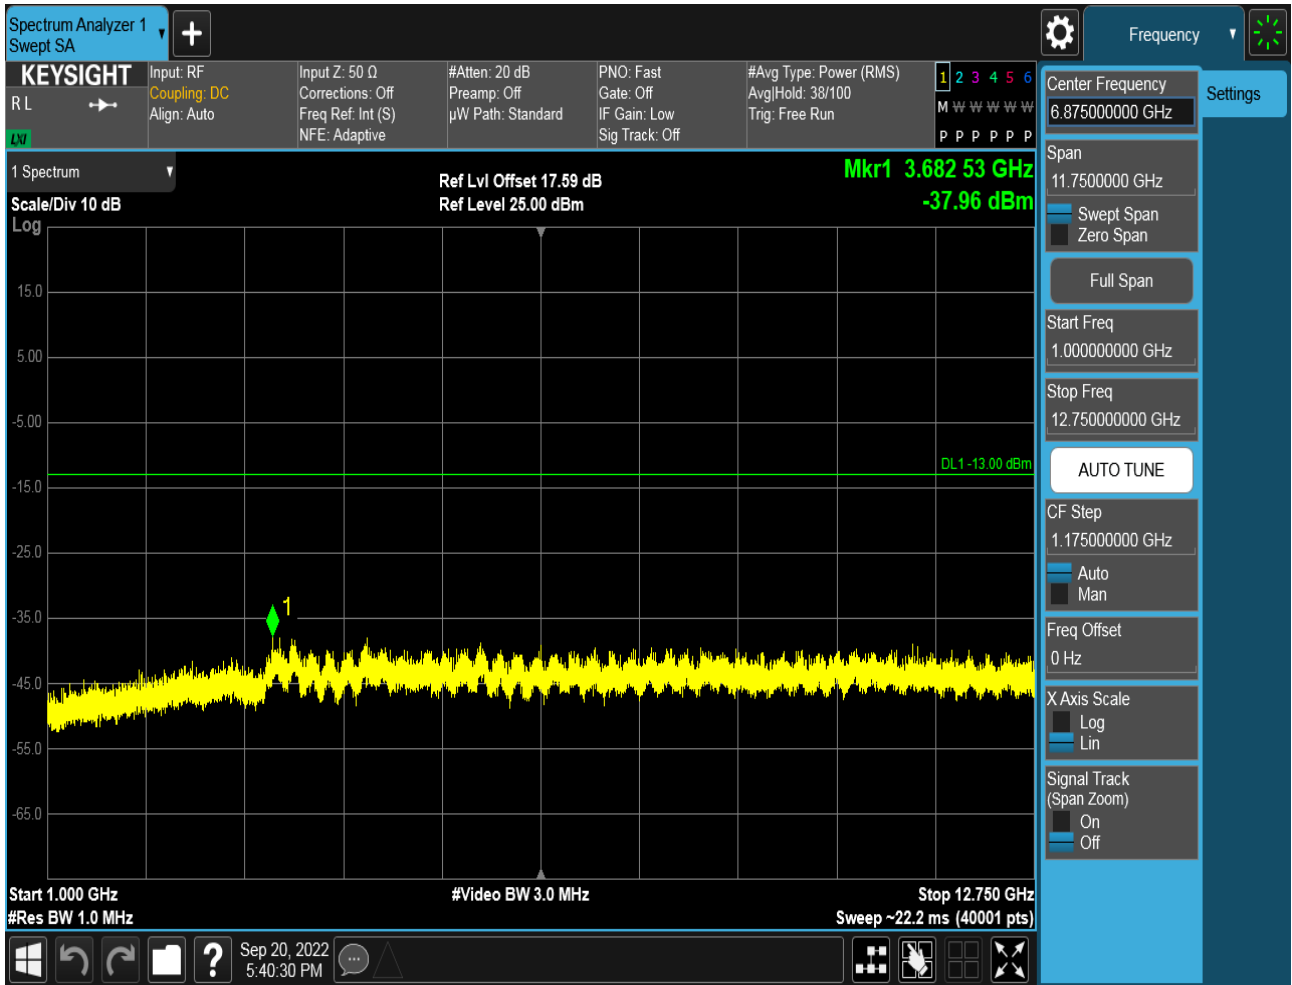 Spectrum Analyzer 1
Swept SA
+
Frequency
KEYSIGHT
R L
LXI
Input: RF
Coupling: DC
Align: Auto
Input Z: 50 Ω
Corrections: Off
Freq Ref: Int (S)
NFE: Adaptive
#Atten: 20 dB
Preamp: Off
µW Path: Standard
PNO: Fast
Gate: Off
IF Gain: Low
Sig Track: Off
#Avg Type: Power (RMS)
Avg|Hold: 38/100
Trig: Free Run
1 2 3 4 5 6
M W W W W W
P P P P P P
1 Spectrum
Scale/Div 10 dB
Log
Ref Lvl Offset 17.59 dB
Ref Level 25.00 dBm
Mkr1 3.682 53 GHz
-37.96 dBm
15.0
5.00
-5.00
DL1 -13.00 dBm
-15.0
-25.0
1
-35.0
-45.0
-55.0
-65.0
Start 1.000 GHz
#Res BW 1.0 MHz
#Video BW 3.0 MHz
Stop 12.750 GHz
Sweep ~22.2 ms (40001 pts)
Center Frequency
6.875000000 GHz
Settings
Span
11.7500000 GHz
Swept Span
Zero Span
Full Span
Start Freq
1.000000000 GHz
Stop Freq
12.750000000 GHz
AUTO TUNE
CF Step
1.175000000 GHz
Auto
Man
Freq Offset
0 Hz
X Axis Scale
Log
Lin
Signal Track
(Span Zoom)
On
Off
?
Sep 20, 2022
5:40:30 PM